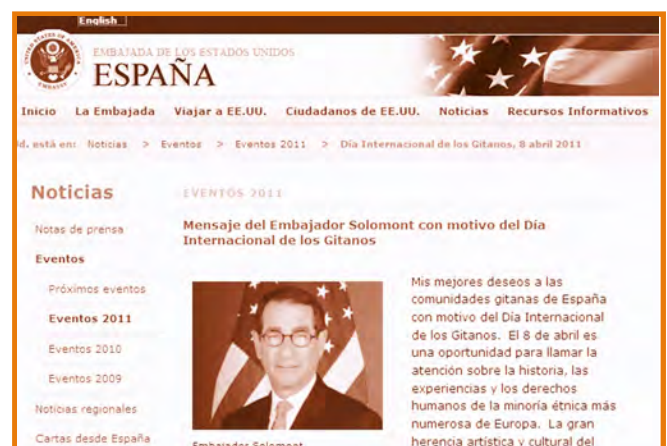 English
EMBAJADA DE LOS ESTADOS UNIDOS
ESPAÑA
Inicio La Embajada Viajar a EE.UU. Ciudadanos de EE.UU. Noticias Recursos Informativos
d. está en: Noticias > Eventos > Eventos 2011 > Día Internacional de los Gitanos, 8 abril 2011
Noticias
Notas de prensa
Eventos
Próximos eventos
Eventos 2011
Eventos 2010
Eventos 2009
Noticias regionales
Cartas desde España
EVENTOS 2011
Mensaje del Embajador Solomont con motivo del Día
Internacional de los Gitanos
Embajador Solomont
Mis mejores deseos a las
comunidades gitanas de España
con motivo del Día Internacional
de los Gitanos. El 8 de abril es
una oportunidad para llamar la
atención sobre la historia, las
experiencias y los derechos
humanos de la minoría étnica más
numerosa de Europa. La gran
herencia artística y cultural del